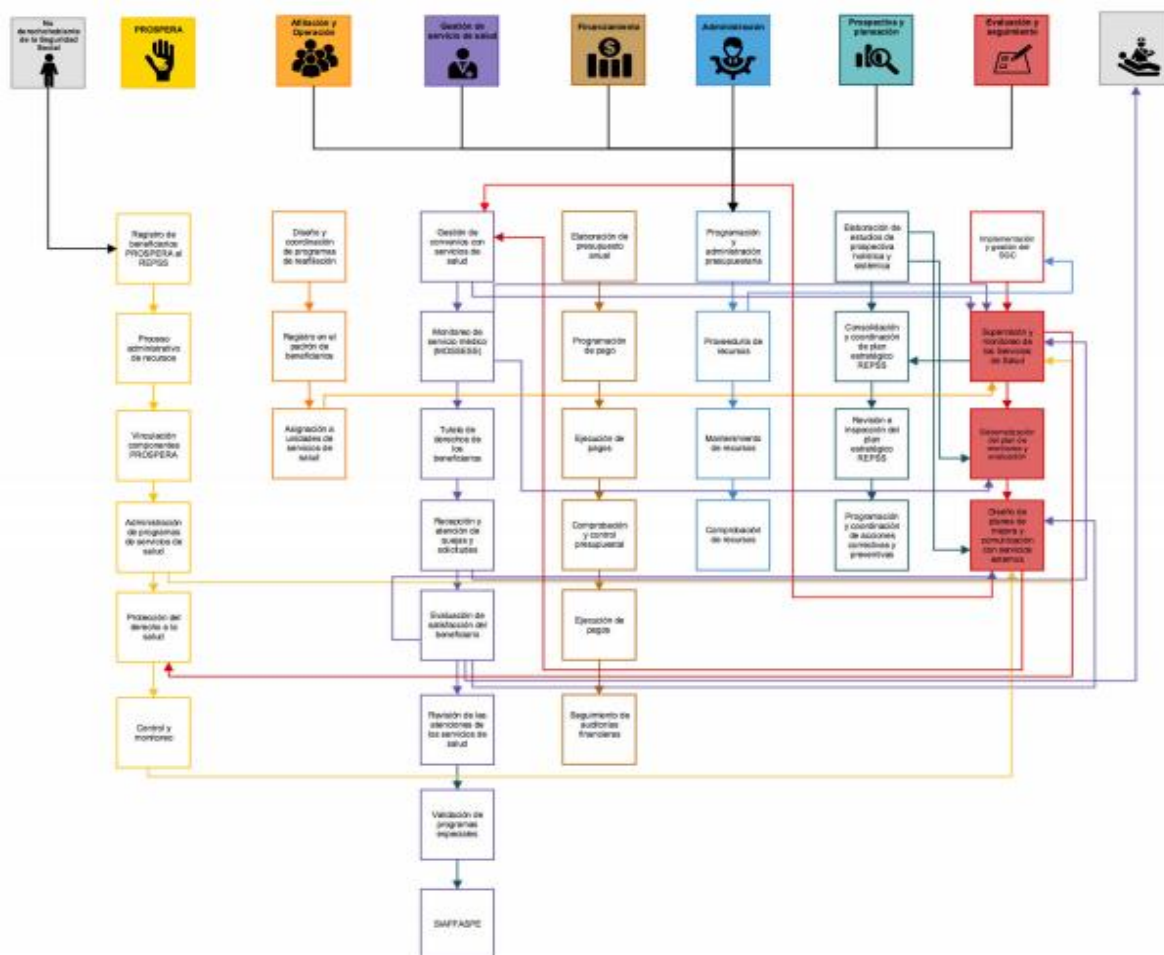 No
derechohabiente
de la Seguridad
Social
PROSPERA
Afiliación y
Operación
Gestión de
servicio de salud
Financiamiento
Administración
Prospectiva y
planeación
Evaluación y
seguimiento
Registro de
beneficiarios
PROSPERA al
REPSS
Diseño y
coordinación
de programas
de reafiliación
Gestión de
convenios con
servicios de
salud
Elaboración de
presupuesto
anual
Programación
y
administración
presupuestaria
Elaboración de
estudios de
prospectiva
holística y
sistémica
Implementación
y gestión del
SGC
Proceso
administrativo
de recursos
Registro en el
padrón de
beneficiarios
Monitoreo de
servicio médico
(MOSSESS)
Programación
de pago
Proveeduría de
recursos
Consolidación
y coordinación
de plan
estratégico
REPSS
Supervisión y
monitoreo de
los Servicios
de Salud
Vinculación
componentes
PROSPERA
Asignación a
unidades de
servicios de
salud
Tutela de
derechos de los
beneficiarios
Ejecución de
pagos
Mantenimiento
de recursos
Revisión e
inspección del
plan
estratégico
REPSS
del plan de
monitoreo y
evaluación
Administración
de programas
de servicios de
salud
Recepción y
atención de
quejas y
solicitudes
Comprobación
y control
presupuestal
Comprobación
de recursos
Programación
y coordinación
de acciones
correctivas y
preventivas
Diseño de
planes de
mejora y
comunicación
con servicios
externos
Protección del
derecho a la
salud
Evaluación de
satisfacción del
beneficiario
Ejecución de
pagos
Control y
monitoreo
Revisión de las
atenciones de
los servicios de
salud
Seguimiento de
auditorías
financieras
Validación de
programas
especiales
SIAFFASPE